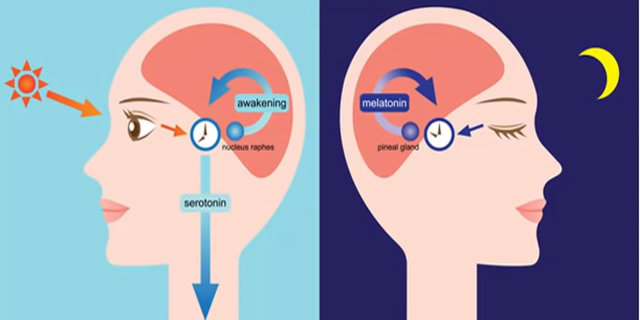 awakening
nucleus raphes
serotonin
melatonin
pineal gland